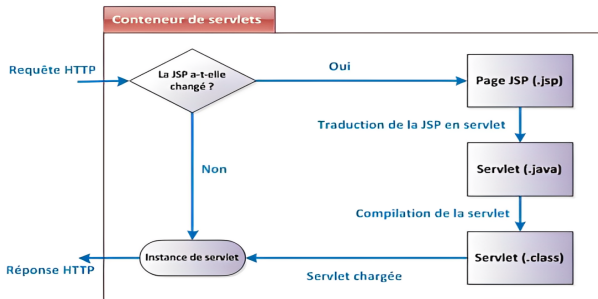 Conteneur de servlets
Requête HTTP
La JSP a-t-elle
changé ?
Oui
Page JSP (.jsp)
Traduction de la JSP en servlet
Non
Servlet (.java)
Compilation de la servlet
Réponse HTTP
Instance de servlet
Servlet chargée
Servlet (.class)